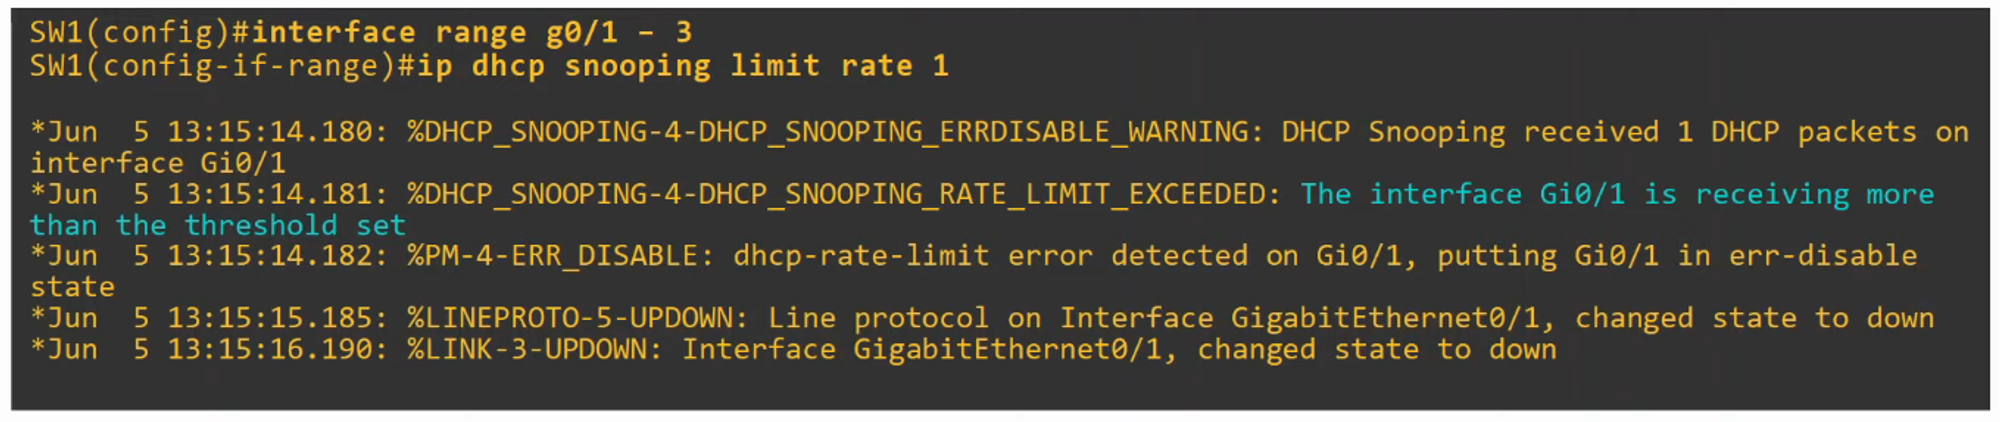 SW1(config)#interface range g0/1 – 3
SW1(config-if-range)#ip dhcp snooping limit rate 1
*Jun  5 13:15:14.180: %DHCP_SNOOPING-4-DHCP_SNOOPING_ERRDISABLE_WARNING: DHCP Snooping received 1 DHCP packets on
interface Gi0/1
*Jun  5 13:15:14.181: %DHCP_SNOOPING-4-DHCP_SNOOPING_RATE_LIMIT_EXCEEDED: The interface Gi0/1 is receiving more
than the threshold set
*Jun  5 13:15:14.182: %PM-4-ERR_DISABLE: dhcp-rate-limit error detected on Gi0/1, putting Gi0/1 in err-disable
state
*Jun  5 13:15:15.185: %LINEPROTO-5-UPDOWN: Line protocol on Interface GigabitEthernet0/1, changed state to down
*Jun  5 13:15:16.190: %LINK-3-UPDOWN: Interface GigabitEthernet0/1, changed state to down